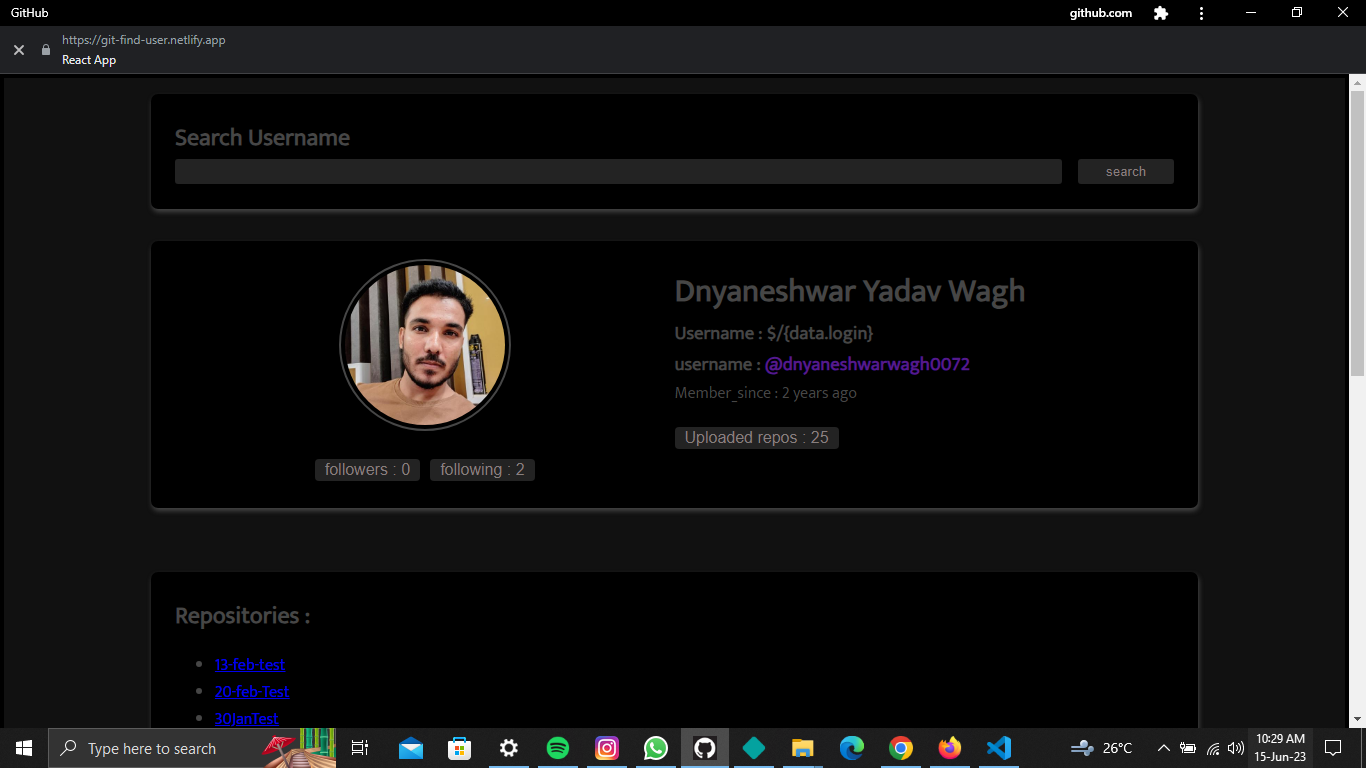 GitHub
github.com
https://git-find-user.netlify.app
React App
Search Username
search
Dnyaneshwar Yadav Wagh
Username : $/{data.login}
username : @dnyaneshwarwagh0072
Member_since : 2 years ago
Uploaded repos : 25
followers : 0 following : 2
Repositories :
13-feb-test
20-feb-Test
30JanTest
Type here to search
26°C
10:29 AM
15-Jun-23